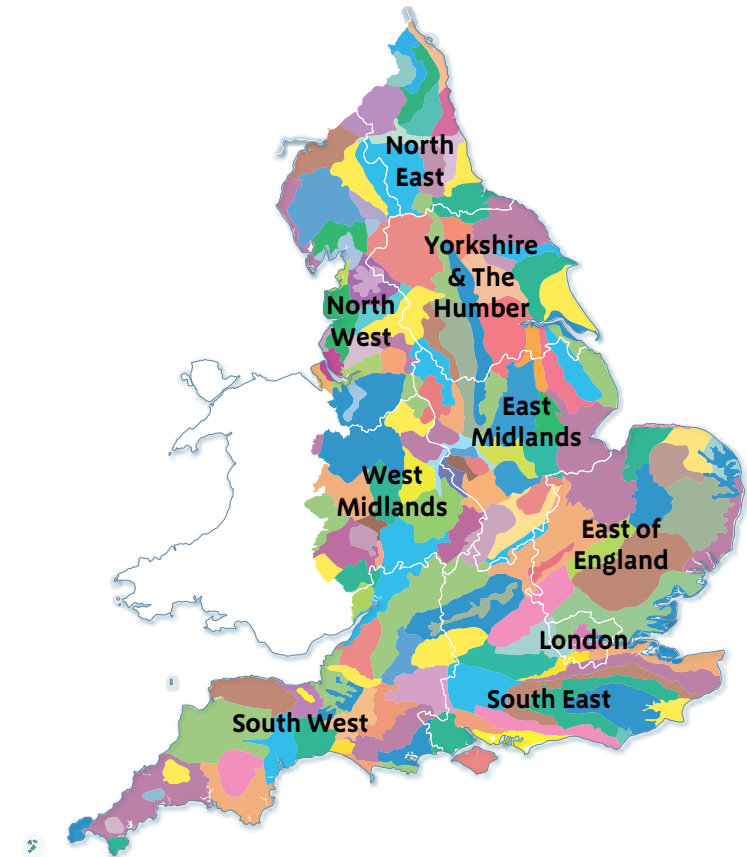 North
East
Yorkshire
& The
Humber
North
West
East
Midlands
West
Midlands
East of
England
London
South East
South West